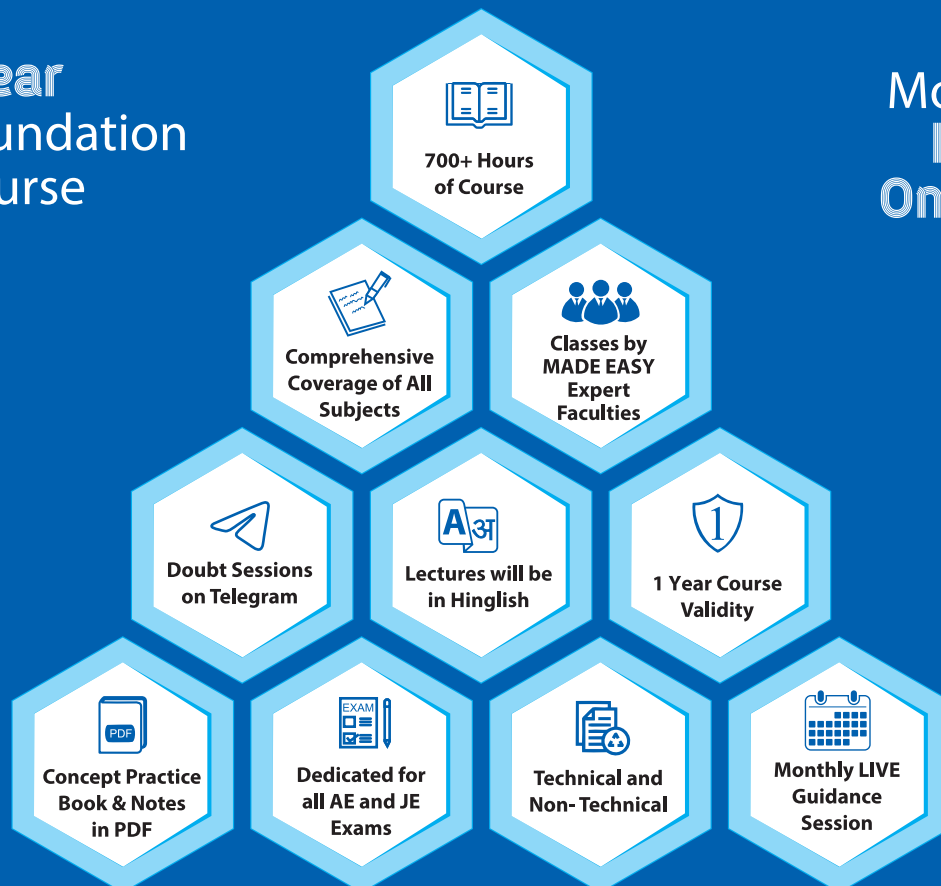 ear
undation
urse
Mo
On
700+ Hours
of Course
Comprehensive
Coverage of All
Subjects
Classes by
MADE EASY
Expert
Faculties
Doubt Sessions
on Telegram
A अ
Lectures will be
in Hinglish
1
1 Year Course
Validity
PDF
Concept Practice
Book & Notes
in PDF
EXAM
Dedicated for
all AE and JE
Exams
Technical and
Non- Technical
Monthly LIVE
Guidance
Session